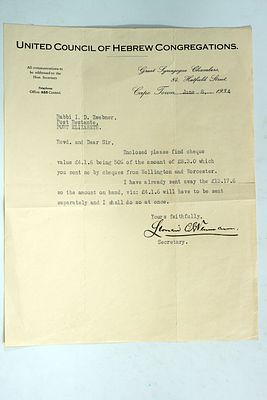 UNITED COUNCIL OF HEBREW CONGREGATIONS.
All communications to
be addressed to the
Hon. Secretary
Telephone
Office:
Great Synagogue Chambers,
Hatfield Street
Cape Town, 1934
Rabbi I. D. Zwebner,
Post Restante,
PORT ELIZABETH.
Revd. and Dear Sir,
Enclosed please find cheque
value £4.1.6 being 50% of the amount of £8.3.0 which
you sent me by cheques from Wellington and Worcester.
I have already sent away the £12.17.6
so the amount on hand, viz: £4.1.6 will have to be sent
separately and I shall do so at once.
Yours faithfully,
Secretary.